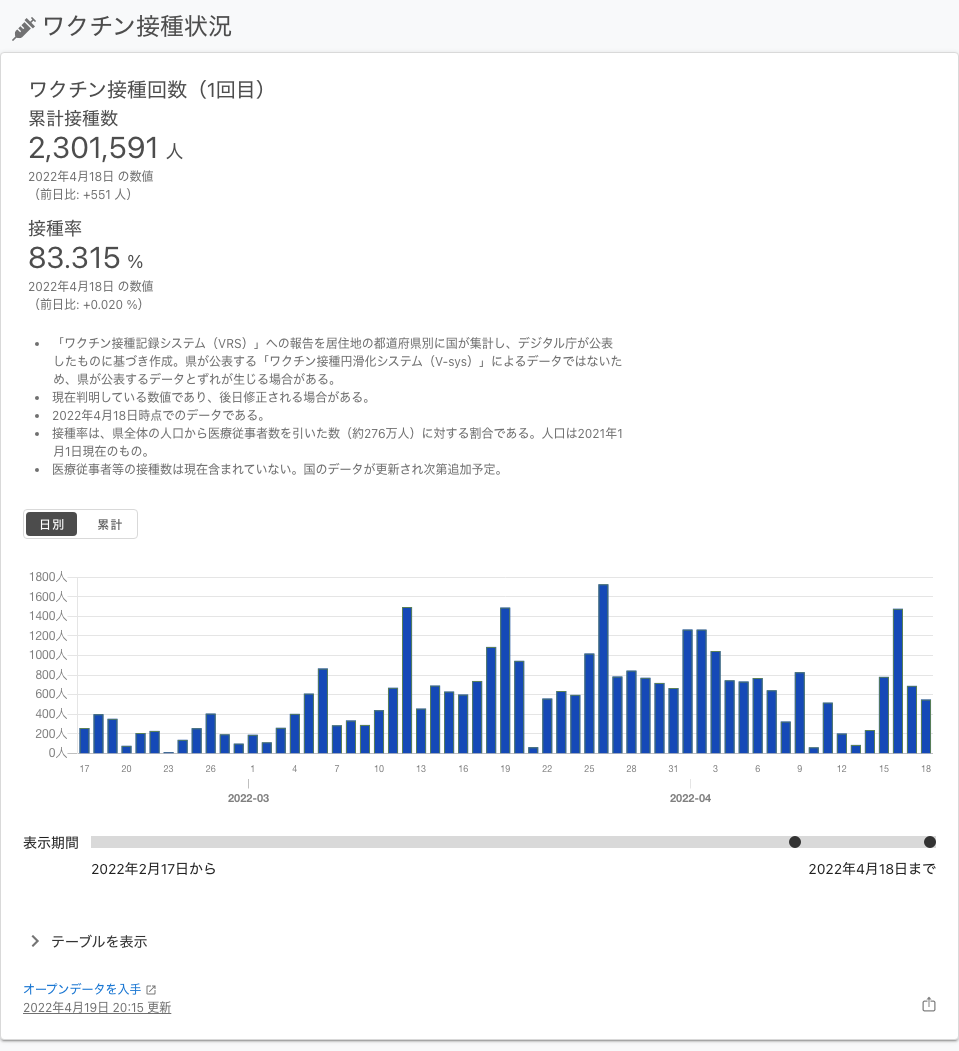 ワクチン接種状況
ワクチン接種回数（1回目）
累計接種数
2,301,591 人
2022年4月18日 の数値
（前日比: +551 人）
接種率
83.315 %
2022年4月18日 の数値
（前日比: +0.020 %）
• 「ワクチン接種記録システム（VRS）」への報告を居住地の都道府県別に国が集計し、デジタル庁が公表
したものに基づき作成。県が公表する「ワクチン接種円滑化システム（V-sys）」によるデータではないた
め、県が公表するデータとずれが生じる場合がある。
• 現在判明している数値であり、後日修正される場合がある。
• 2022年4月18日時点でのデータである。
• 接種率は、県全体の人口から医療従事者数を引いた数（約276万人）に対する割合である。人口は2021年1
月1日現在のもの。
• 医療従事者等の接種数は現在含まれていない。国のデータが更新され次第追加予定。
日別 累計
1800人
1600人
1400人
1200人
1000人
800人
600人
400人
200人
0人
17 20 23 26 1 4 7 10 13 16 19 22 25 28 31 3 6 9 12 15 18
2022-03 2022-04
表示期間
2022年2月17日から 2022年4月18日まで
テーブルを表示
オープンデータを入手
2022年4月19日 20:15 更新